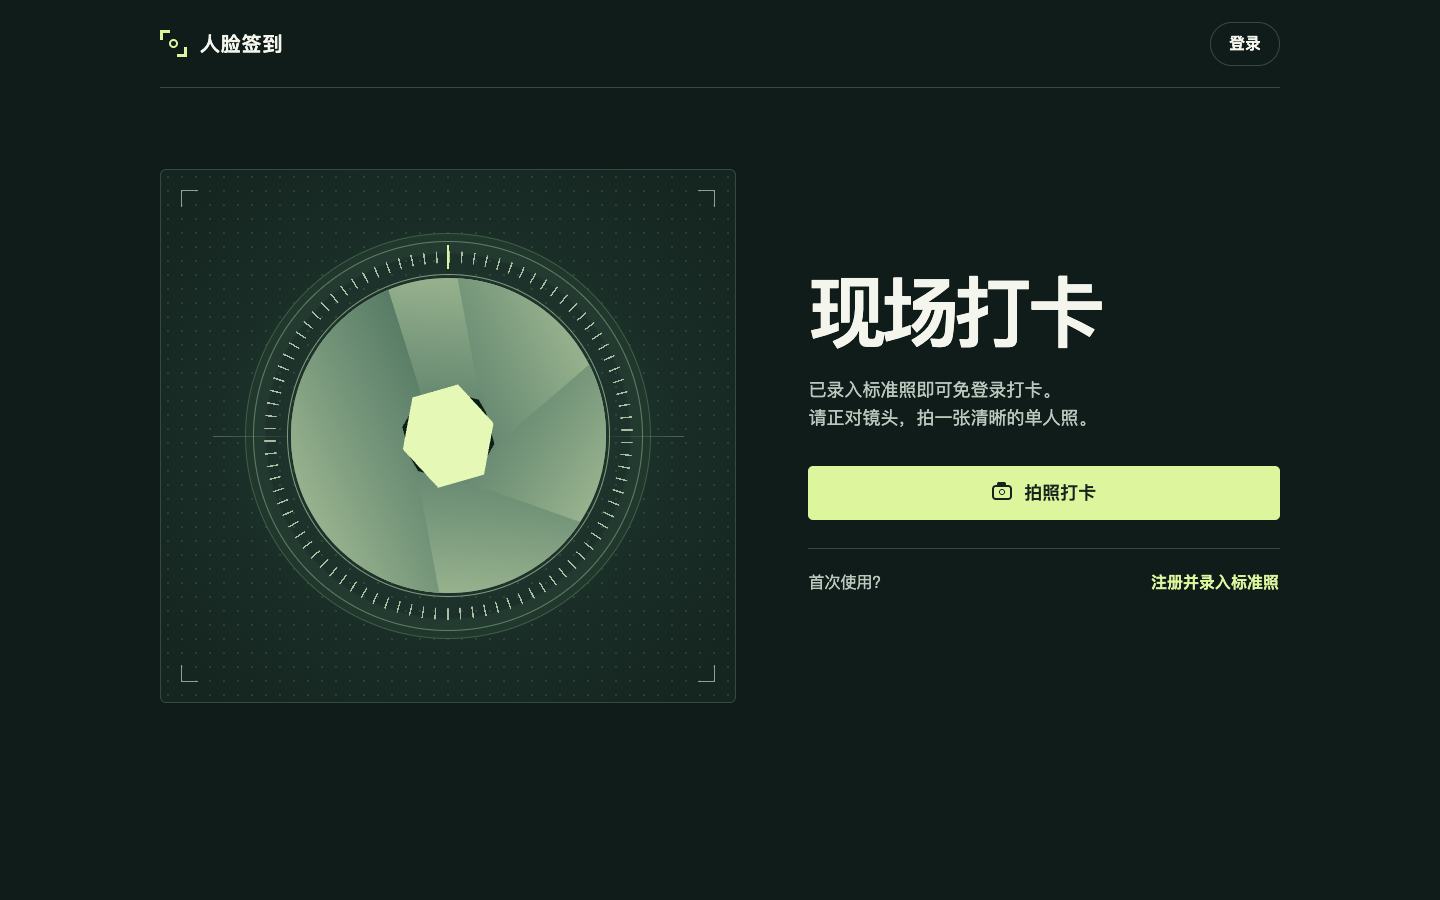 人脸签到
登录
现场打卡
已录入标准照即可免登录打卡。
请正对镜头，拍一张清晰的单人照。
拍照打卡
首次使用？
注册并录入标准照